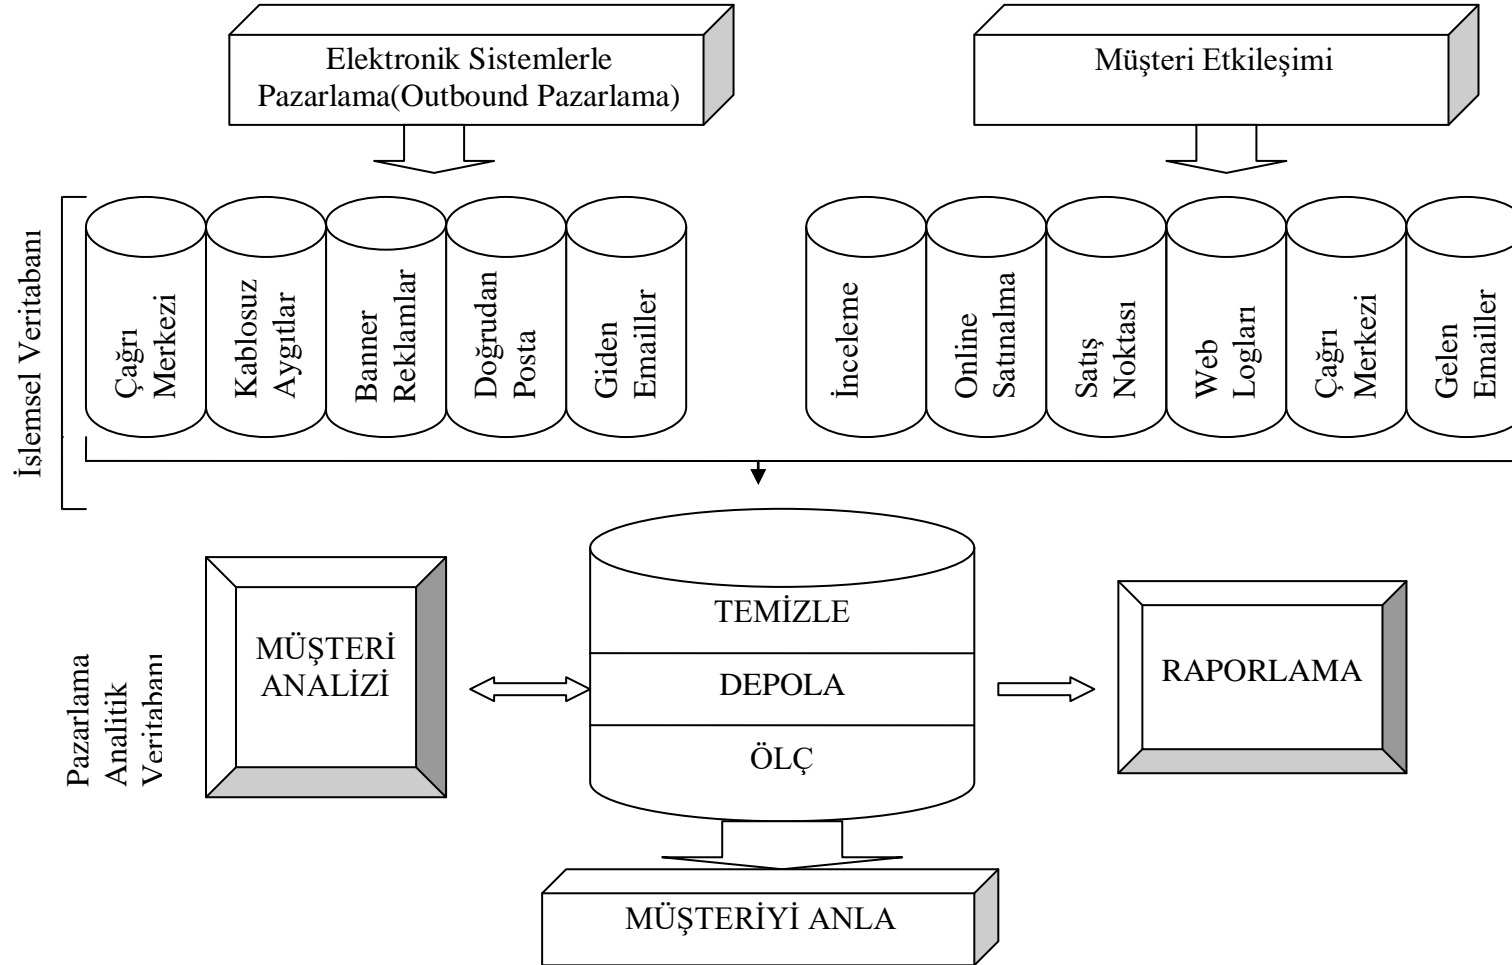 Elektronik Sistemlerle
Pazarlama(Outbound Pazarlama)
Müşteri Etkileşimi
İşlemsel Veritabanı
Çağrı
Merkezi
Kablosuz
Aygıtlar
Banner
Reklamlar
Doğrudan
Posta
Giden
Emailler
İnceleme
Online
Satınalma
Satış
Noktası
Web
Logları
Çağrı
Merkezi
Gelen
Emailler
Pazarlama
Analitik
Veritabanı
MÜŞTERİ
ANALİZİ
TEMİZLE
DEPOLA
ÖLÇ
RAPORLAMA
MÜŞTERİYİ ANLA